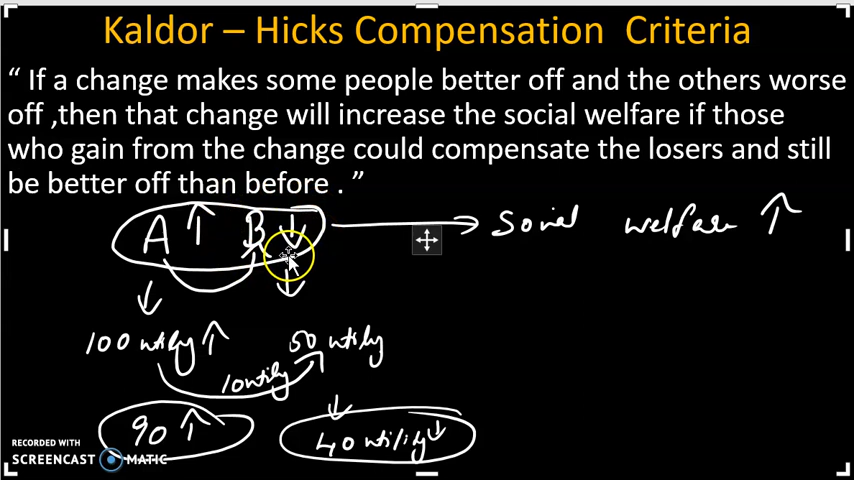 Kaldor – Hicks Compensation Criteria
“ If a change makes some people better off and the others worse
off ,then that change will increase the social welfare if those
who gain from the change could compensate the losers and still
be better off than before . ”
A ↑ B ↓ → Social welfare ↑
↓ ↓
100 utility ↑ 50 utility
10 utility
↓
90 ↑ 40 utility ↓
RECORDED WITH
SCREENCAST MATIC